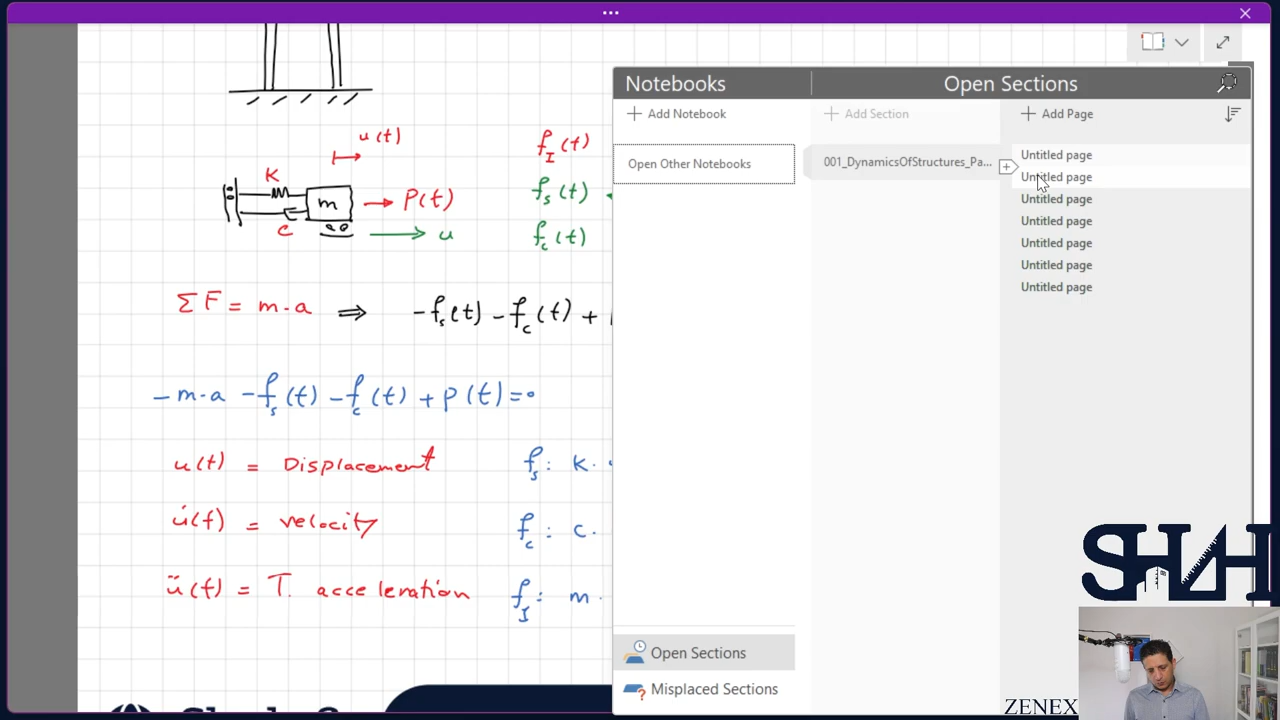 Notebooks
Open Sections
Add Notebook
Add Section
Add Page
Open Other Notebooks
001_DynamicsOfStructures_Pa...
Untitled page
Untitled page
Untitled page
Untitled page
Untitled page
Untitled page
Untitled page
Open Sections
Misplaced Sections
u(t)
K
m
P(t)
c
u
f_I(t)
f_s(t)
f_c(t)
ΣF = m.a ⇒ -f_s(t) - f_c(t) +
-m.a -f_s(t) -f_c(t) + p(t) = 0
u(t) = Displacement
f_s: k.
u̇(t) = velocity
f_c: c.
ü(t) = T. acceleration
f_I: m.
ZENEX